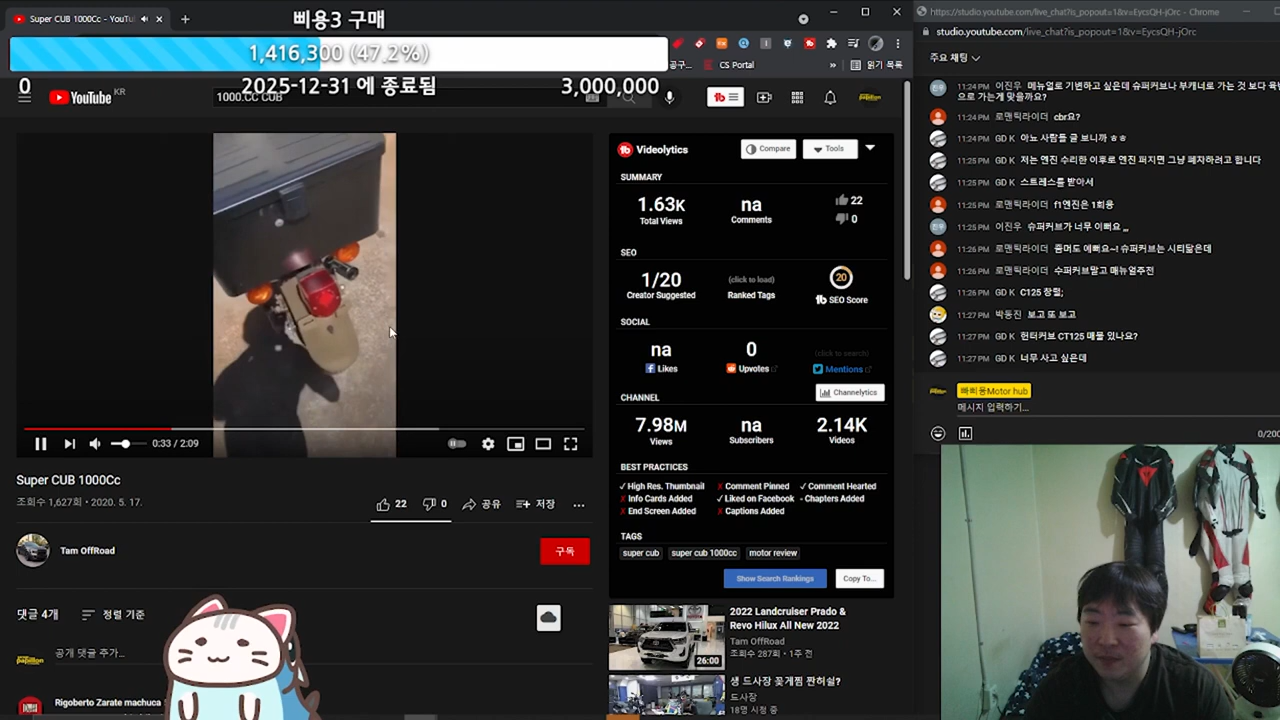 Super CUB 1000Cc - YouTu
삐용3 구매
https://studio.youtube.com/live_chat?is_popout=1&v=EycsQH-jOrc - Chrome
studio.youtube.com/live_chat?is_popout=1&v=EycsQH-jOrc
1,416,300 (47.2%)
CS Portal
»
읽기 목록
0
2025-12-31 에 종료됨
3,000,000
YouTube KR
1000.CC CUB
주요 채팅
11:24 PM 이진우 메뉴얼로 기변하고 싶은데 슈퍼커브나 부캐너로 가는 것 보다
으로 가는게 맞을까요?
11:24 PM 로맨틱라이더 cbr요?
11:24 PM GD K 아뇨 사람들 글 보니까 ㅎㅎ
11:25 PM GD K 저는 엔진 수리한 이후로 엔진 퍼지면 그냥 폐차하려고 합니다
11:25 PM GD K 스트레스를 받아서
11:25 PM 로맨틱라이더 f1엔진은 1회용
11:25 PM 이진우 슈퍼커브가 너무 이뻐요 ,,,
11:26 PM 로맨틱라이더 줌머도 예뻐요~! 슈퍼커브는 시티닮은데
11:26 PM 로맨틱라이더 수퍼커브말고 매뉴얼주전
11:26 PM GD K C125 창렬;
11:27 PM 박동진 보고 또 보고
11:27 PM GD K 헌터커브 CT125 매물 있나요?
11:27 PM GD K 너무 사고 싶은데
빠삐용Motor hub
메시지 입력하기...
0/200
Videolytics
Compare
Tools
SUMMARY
1.63K
Total Views
na
Comments
22
0
SEO
1/20
Creator Suggested
(click to load)
Ranked Tags
20
SEO Score
SOCIAL
na
Likes
0
Upvotes
(click to search)
Mentions
CHANNEL
Channelytics
7.98M
Views
na
Subscribers
2.14K
Videos
BEST PRACTICES
✓ High Res. Thumbnail
✗ Comment Pinned
✓ Comment Hearted
✗ Info Cards Added
✓ Liked on Facebook
- Chapters Added
✗ End Screen Added
✗ Captions Added
TAGS
super cub
super cub 1000cc
motor review
Show Search Rankings
Copy To...
0:33 / 2:09
Super CUB 1000Cc
조회수 1,627회 • 2020. 5. 17.
22
0
공유
저장
Tam OffRoad
구독
댓글 4개
정렬 기준
공개 댓글 추가...
Rigoberto Zarate machuca
2022 Landcruiser Prado &
Revo Hilux All New 2022
Tam OffRoad
조회수 287회 • 1주 전
26:00
생 드사장 꽃게찜 짠허쉴?
드사장
18명 시청 중